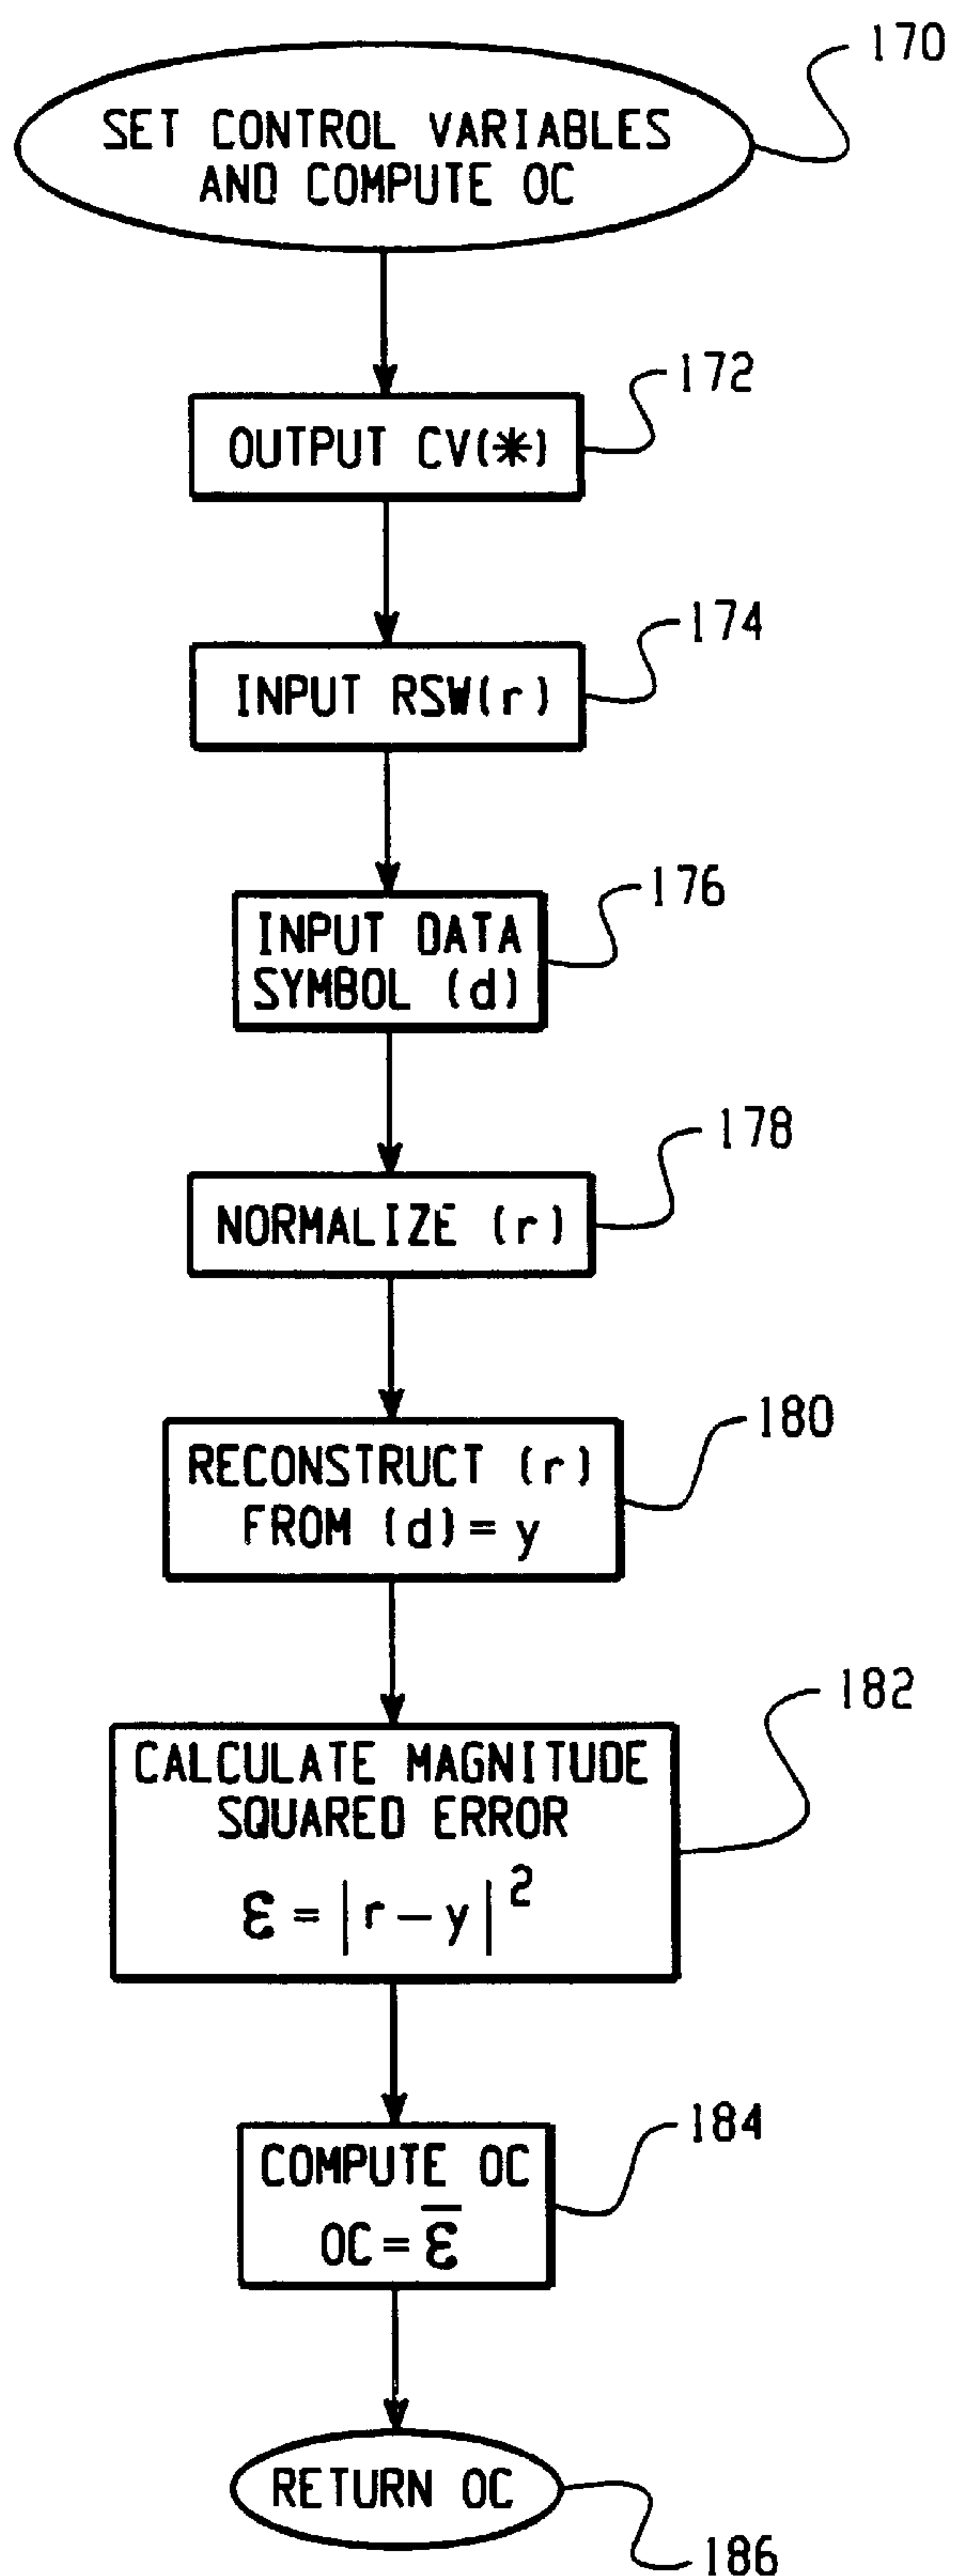 170
SET CONTROL VARIABLES
AND COMPUTE OC
172
OUTPUT CV(*)
174
INPUT RSW(r)
176
INPUT DATA
SYMBOL (d)
178
NORMALIZE (r)
180
RECONSTRUCT (r)
FROM (d) = y
182
CALCULATE MAGNITUDE
SQUARED ERROR
ε = |r - y|²
184
COMPUTE OC
OC = ε̅
RETURN OC
186